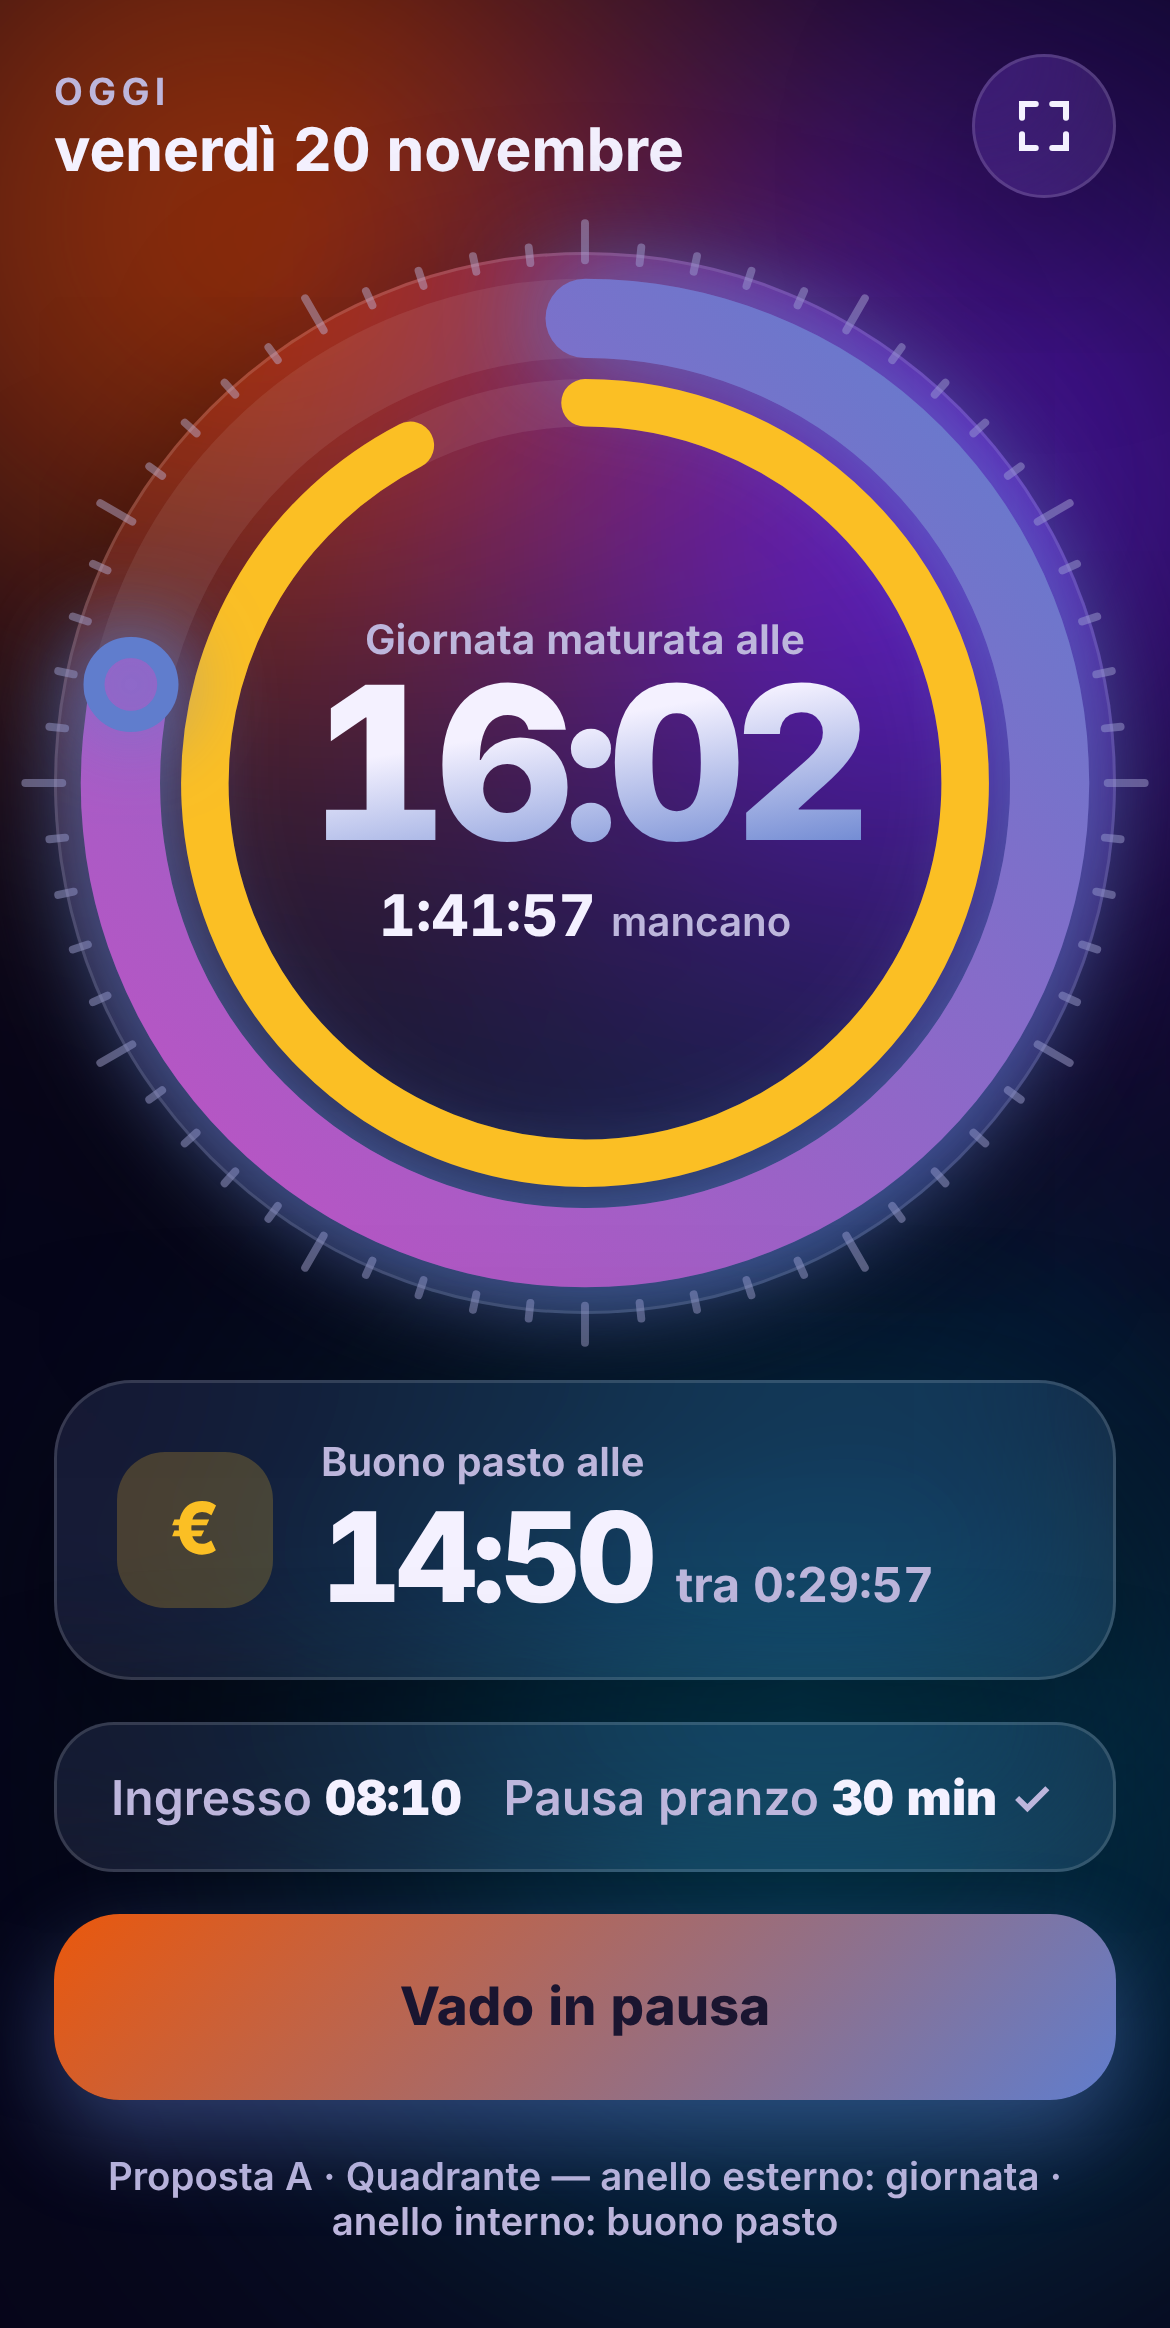 OGGI
venerdì 20 novembre
Giornata maturata alle
16:02
1:41:57 mancano
€
Buono pasto alle
14:50 tra 0:29:57
Ingresso 08:10 Pausa pranzo 30 min ✓
Vado in pausa
Proposta A · Quadrante — anello esterno: giornata ·
anello interno: buono pasto